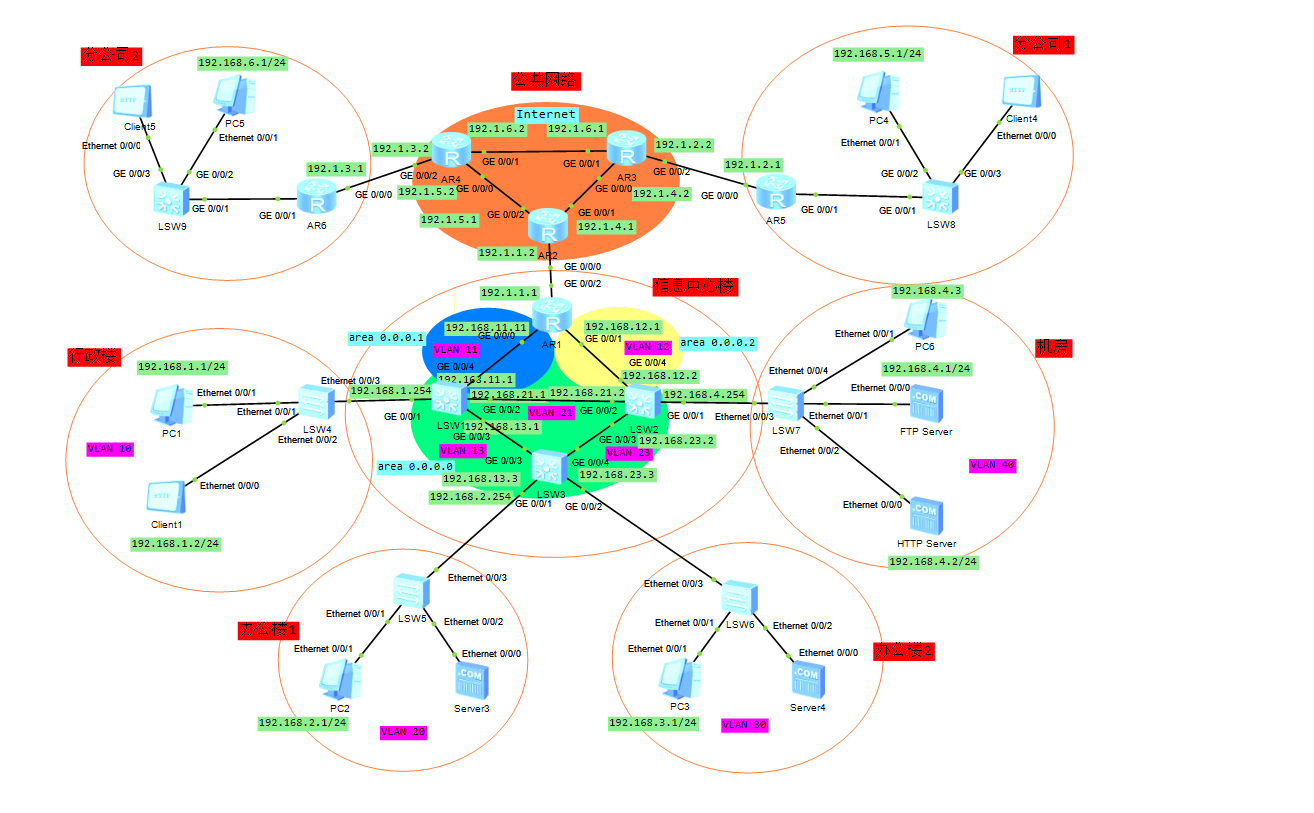 分公司2
192.168.6.1/24
HTTP
Client5
PC5
Ethernet 0/0/0
Ethernet 0/0/1
GE 0/0/3
GE 0/0/2
GE 0/0/1
LSW9
192.1.3.1
GE 0/0/0
GE 0/0/1
AR6
公共网络
Internet
192.1.6.2
192.1.6.1
192.1.3.2
GE 0/0/1
GE 0/0/1
192.1.2.2
GE 0/0/2
AR4
GE 0/0/0
AR3
GE 0/0/2
GE 0/0/0
192.1.5.2
192.1.4.2
192.1.5.1
GE 0/0/2
GE 0/0/1
192.1.4.1
192.1.1.2
AR2
GE 0/0/0
分公司1
192.168.5.1/24
PC4
Client4
Ethernet 0/0/1
Ethernet 0/0/0
192.1.2.1
GE 0/0/0
GE 0/0/2
GE 0/0/3
AR5
GE 0/0/1
GE 0/0/1
LSW8
信息中心楼
GE 0/0/2
192.1.1.1
192.168.11.11
192.168.12.1
GE 0/0/0
GE 0/0/1
AR1
area 0.0.0.1
VLAN 11
VLAN 12
area 0.0.0.2
GE 0/0/4
GE 0/0/4
192.168.11.1
192.168.12.2
192.168.1.254
192.168.21.1
192.168.21.2
192.168.4.254
GE 0/0/1
GE 0/0/2
VLAN 21
GE 0/0/2
GE 0/0/1
LSW1
192.168.13.1
LSW2
GE 0/0/3
GE 0/0/3
192.168.23.2
VLAN 13
VLAN 23
area 0.0.0.0
GE 0/0/3
GE 0/0/4
192.168.13.3
192.168.23.3
192.168.2.254
LSW3
GE 0/0/1
GE 0/0/2
行政楼
192.168.1.1/24
Ethernet 0/0/3
Ethernet 0/0/1
Ethernet 0/0/1
PC1
LSW4
Ethernet 0/0/2
VLAN 10
Ethernet 0/0/0
HTTP
Client1
192.168.1.2/24
192.168.4.3
机房
Ethernet 0/0/1
PC6
Ethernet 0/0/4
192.168.4.1/24
Ethernet 0/0/0
.COM
Ethernet 0/0/3
Ethernet 0/0/1
LSW7
FTP Server
Ethernet 0/0/2
VLAN 40
Ethernet 0/0/0
.COM
HTTP Server
192.168.4.2/24
办公楼1
Ethernet 0/0/3
LSW5
Ethernet 0/0/1
Ethernet 0/0/2
Ethernet 0/0/1
Ethernet 0/0/0
.COM
PC2
Server3
192.168.2.1/24
VLAN 20
办公楼2
Ethernet 0/0/3
LSW6
Ethernet 0/0/1
Ethernet 0/0/2
Ethernet 0/0/1
Ethernet 0/0/0
.COM
PC3
Server4
192.168.3.1/24
VLAN 30